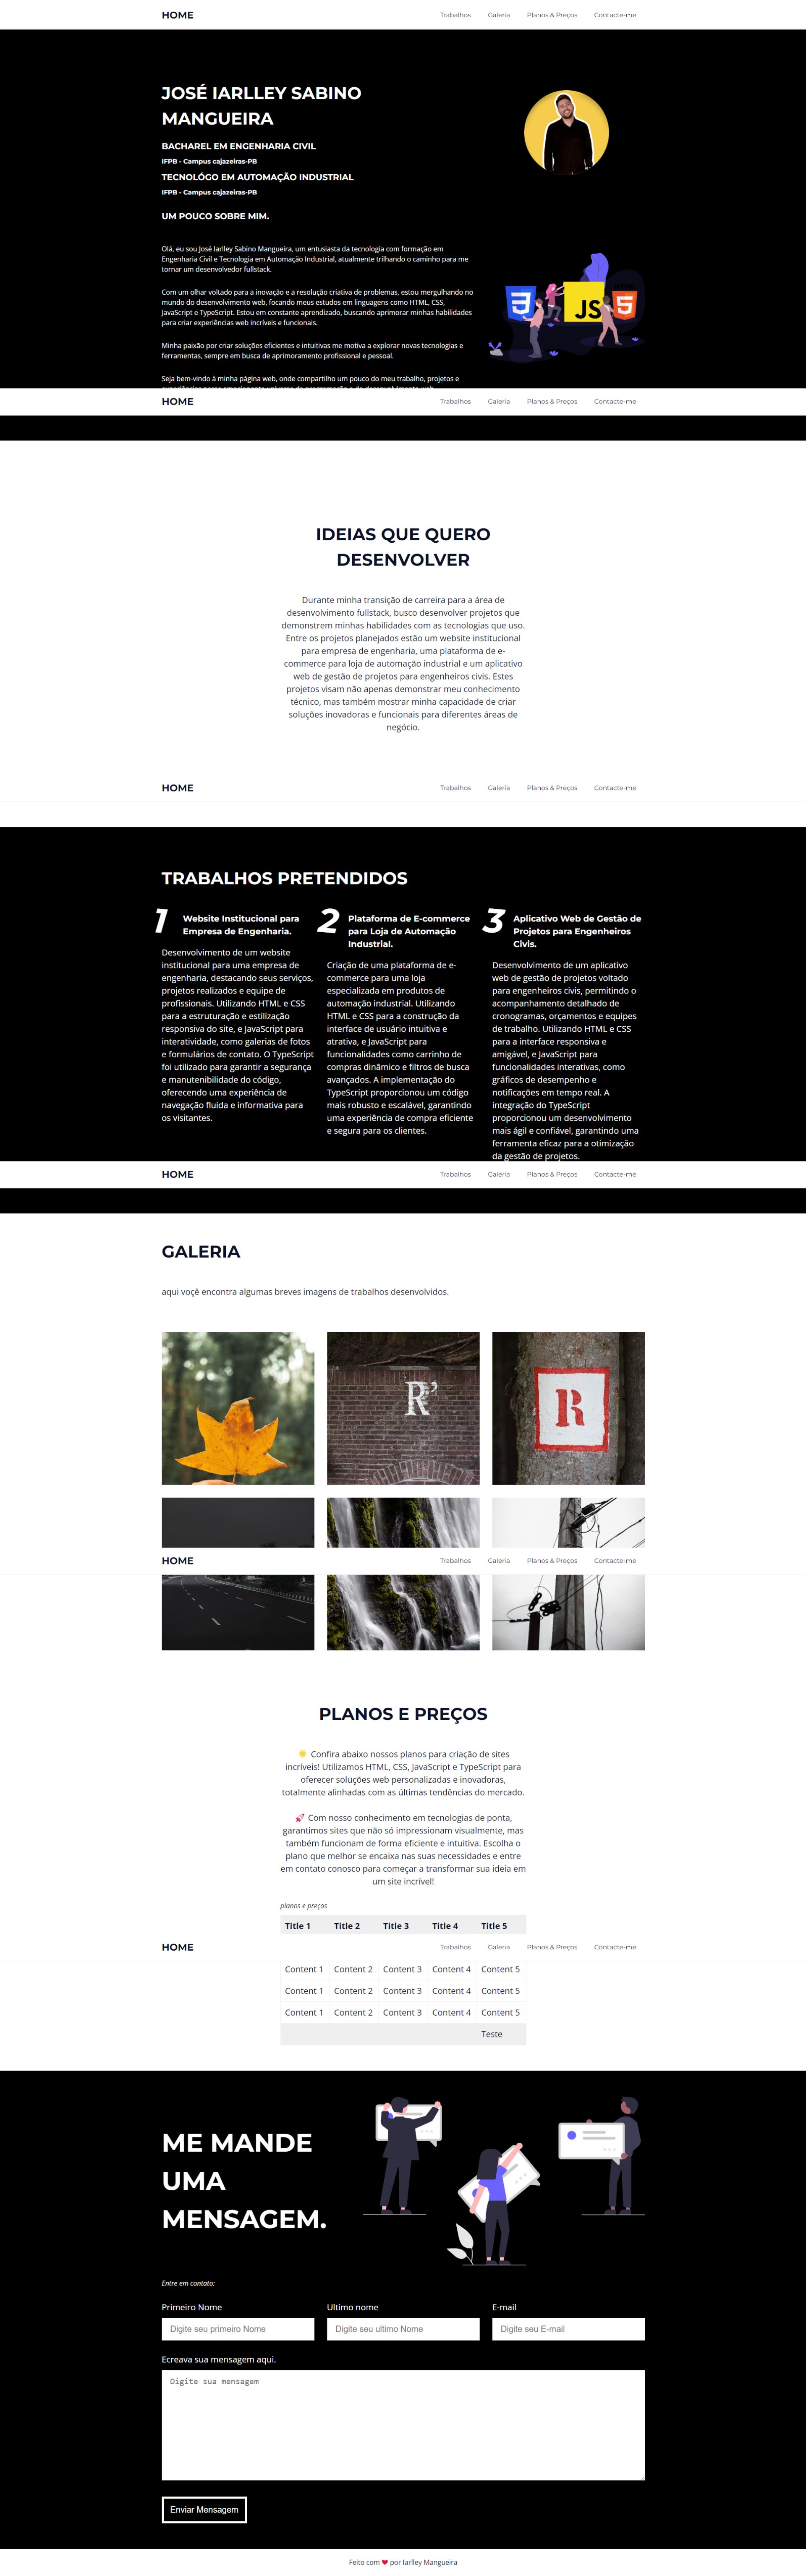 HOME
Trabalhos Galeria Planos & Preços Contacte-me
JOSÉ IARLLEY SABINO
MANGUEIRA
BACHAREL EM ENGENHARIA CIVIL
IFPB - Campus cajazeiras-PB
TECNOLÓGO EM AUTOMAÇÃO INDUSTRIAL
IFPB - Campus cajazeiras-PB
UM POUCO SOBRE MIM.
Olá, eu sou José Iarlley Sabino Mangueira, um entusiasta da tecnologia com formação em
Engenharia Civil e Tecnologia em Automação Industrial, atualmente trilhando o caminho para me
tornar um desenvolvedor fullstack.
Com um olhar voltado para a inovação e a resolução criativa de problemas, estou mergulhando no
mundo do desenvolvimento web, focando meus estudos em linguagens como HTML, CSS,
JavaScript e TypeScript. Estou em constante aprendizado, buscando aprimorar minhas habilidades
para criar experiências web incríveis e funcionais.
Minha paixão por criar soluções eficientes e intuitivas me motiva a explorar novas tecnologias e
ferramentas, sempre em busca de aprimoramento profissional e pessoal.
Seja bem-vindo à minha página web, onde compartilho um pouco do meu trabalho, projetos e
JS
HOME
Trabalhos Galeria Planos & Preços Contacte-me
IDEIAS QUE QUERO
DESENVOLVER
Durante minha transição de carreira para a área de
desenvolvimento fullstack, busco desenvolver projetos que
demonstrem minhas habilidades com as tecnologias que uso.
Entre os projetos planejados estão um website institucional
para empresa de engenharia, uma plataforma de e-
commerce para loja de automação industrial e um aplicativo
web de gestão de projetos para engenheiros civis. Estes
projetos visam não apenas demonstrar meu conhecimento
técnico, mas também mostrar minha capacidade de criar
soluções inovadoras e funcionais para diferentes áreas de
negócio.
HOME
Trabalhos Galeria Planos & Preços Contacte-me
TRABALHOS PRETENDIDOS
1
Website Institucional para
Empresa de Engenharia.
Desenvolvimento de um website
institucional para uma empresa de
engenharia, destacando seus serviços,
projetos realizados e equipe de
profissionais. Utilizando HTML e CSS
para a estruturação e estilização
responsiva do site, e JavaScript para
interatividade, como galerias de fotos
e formulários de contato. O TypeScript
foi utilizado para garantir a segurança
e manutenibilidade do código,
oferecendo uma experiência de
navegação fluida e informativa para
os visitantes.
2
Plataforma de E-commerce
para Loja de Automação
Industrial.
Criação de uma plataforma de e-
commerce para uma loja
especializada em produtos de
automação industrial. Utilizando
HTML e CSS para a construção da
interface de usuário intuitiva e
atrativa, e JavaScript para
funcionalidades como carrinho de
compras dinâmico e filtros de busca
avançados. A implementação do
TypeScript proporcionou um código
mais robusto e escalável, garantindo
uma experiência de compra eficiente
e segura para os clientes.
3
Aplicativo Web de Gestão de
Projetos para Engenheiros
Civis.
Desenvolvimento de um aplicativo
web de gestão de projetos voltado
para engenheiros civis, permitindo o
acompanhamento detalhado de
cronogramas, orçamentos e equipes
de trabalho. Utilizando HTML e CSS
para a interface responsiva e
amigável, e JavaScript para
funcionalidades interativas, como
gráficos de desempenho e
notificações em tempo real. A
integração do TypeScript
proporcionou um desenvolvimento
mais ágil e confiável, garantindo uma
ferramenta eficaz para a otimização
da gestão de projetos.
HOME
Trabalhos Galeria Planos & Preços Contacte-me
GALERIA
aqui voçê encontra algumas breves imagens de trabalhos desenvolvidos.
R'
R
HOME
Trabalhos Galeria Planos & Preços Contacte-me
PLANOS E PREÇOS
🌟 Confira abaixo nossos planos para criação de sites
incríveis! Utilizamos HTML, CSS, JavaScript e TypeScript para
oferecer soluções web personalizadas e inovadoras,
totalmente alinhadas com as últimas tendências do mercado.
🚀 Com nosso conhecimento em tecnologias de ponta,
garantimos sites que não só impressionam visualmente, mas
também funcionam de forma eficiente e intuitiva. Escolha o
plano que melhor se encaixa nas suas necessidades e entre
em contato conosco para começar a transformar sua ideia em
um site incrível!
planos e preços
Title 1 Title 2 Title 3 Title 4 Title 5
HOME
Trabalhos Galeria Planos & Preços Contacte-me
Content 1 Content 2 Content 3 Content 4 Content 5
Content 1 Content 2 Content 3 Content 4 Content 5
Content 1 Content 2 Content 3 Content 4 Content 5
Teste
ME MANDE
UMA
MENSAGEM.
Entre em contato:
Primeiro Nome Ultimo nome E-mail
Digite seu primeiro Nome Digite seu ultimo Nome Digite seu E-mail
Ecreava sua mensagem aqui.
Digite sua mensagem
Enviar Mensagem
Feito com ❤ por Iarlley Mangueira